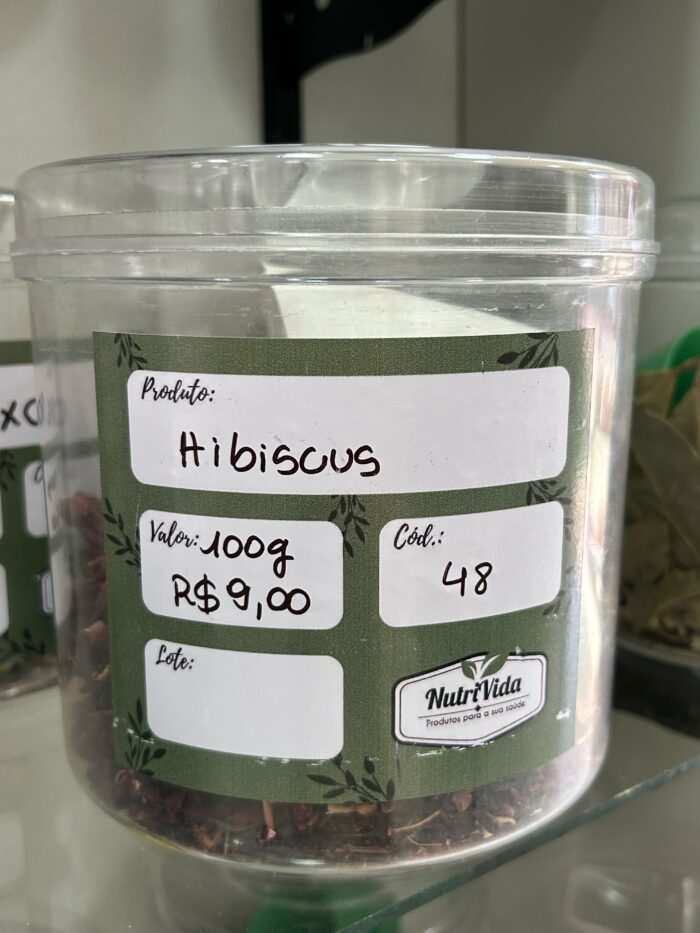 Produto:
Hibiscus
Valor: 100g
R$ 9,00
Cód.:
48
Lote:
NutriVida
Produtos para a sua saúde